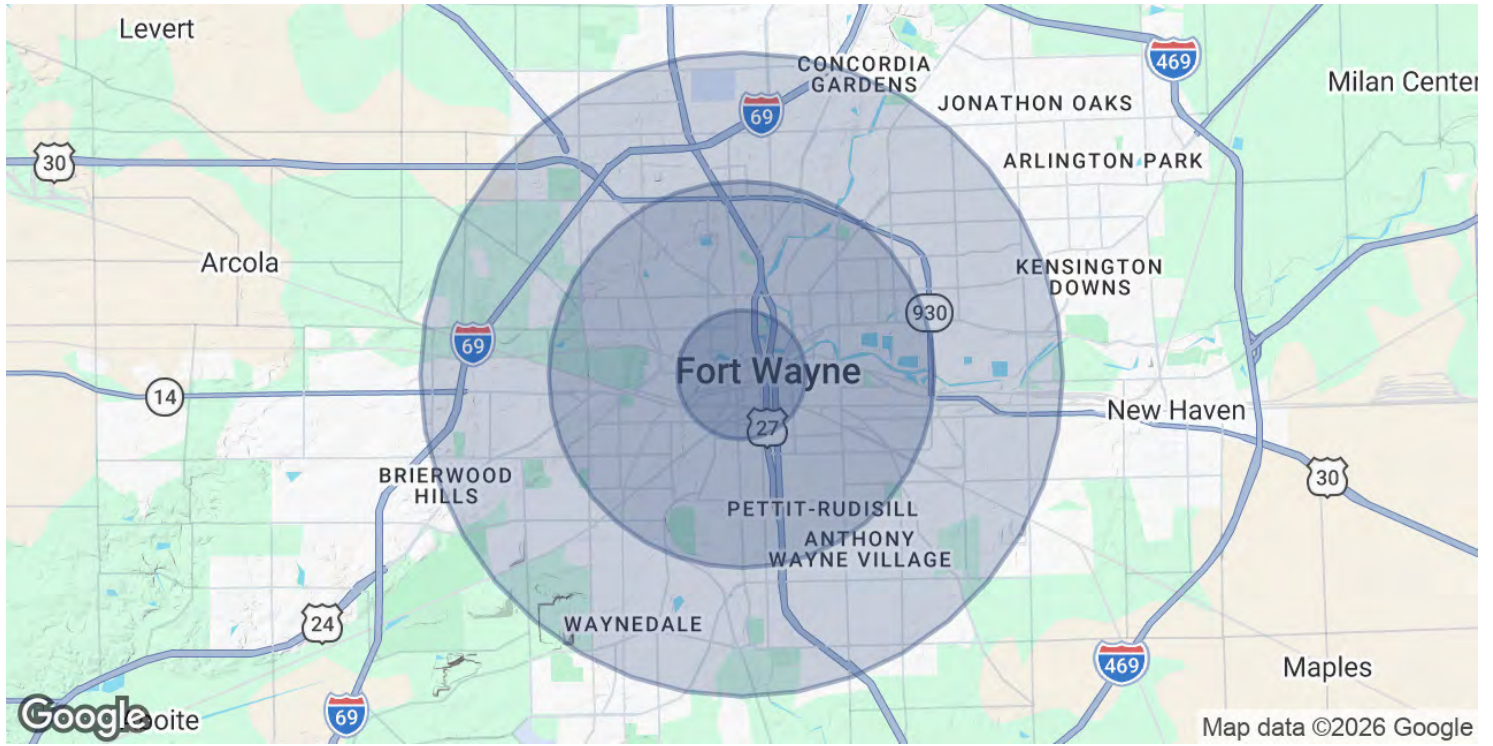 Levert
CONCORDIA
GARDENS
469
Milan Center
JONATHON OAKS
69
30
ARLINGTON PARK
Arcola
KENSINGTON
DOWNS
930
69
Fort Wayne
14
New Haven
27
BRIERWOOD
HILLS
30
PETTIT-RUDISILL
ANTHONY
WAYNE VILLAGE
24
WAYNEDALE
469
Maples
69
Google
oite
Map data ©2026 Google